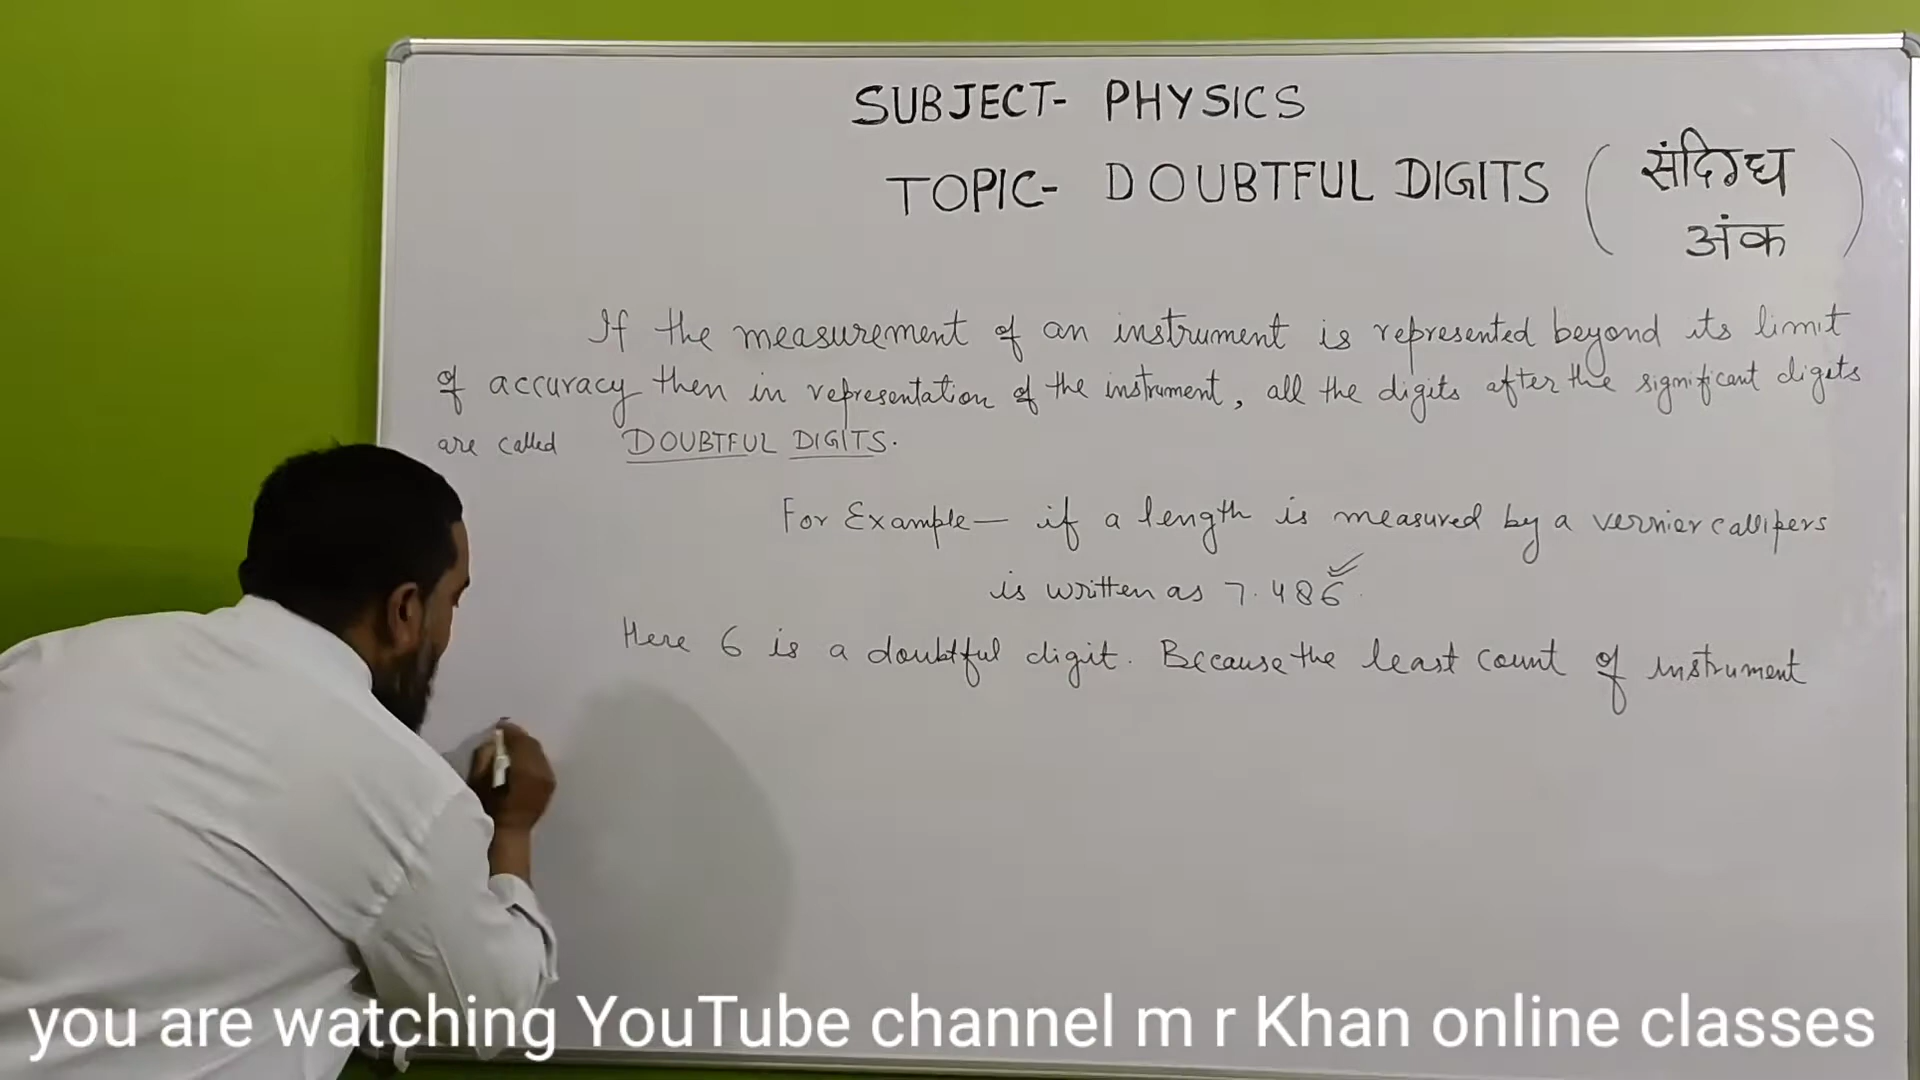 SUBJECT- PHYSICS
TOPIC- DOUBTFUL DIGITS (संदिग्ध अंक)
If the measurement of an instrument is represented beyond its limit
of accuracy then in representation of the instrument, all the digits after the significant digits
are called DOUBTFUL DIGITS.
For Example— if a length is measured by a vernier callipers
is written as 7.486.
Here 6 is a doubtful digit. Because the least count of instrument
you are watching YouTube channel m r Khan online classes